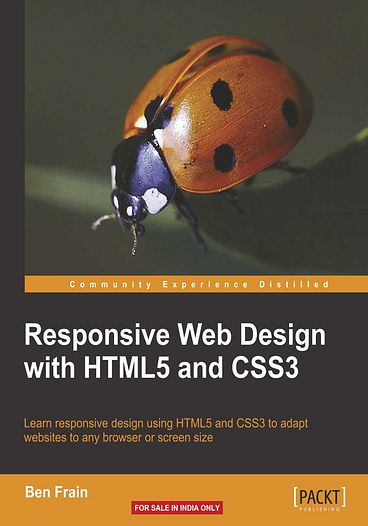 Community Experience Distilled
Responsive Web Design
with HTML5 and CSS3
Learn responsive design using HTML5 and CSS3 to adapt
websites to any browser or screen size
Ben Frain
[PACKT]
PUBLISHING
FOR SALE IN INDIA ONLY